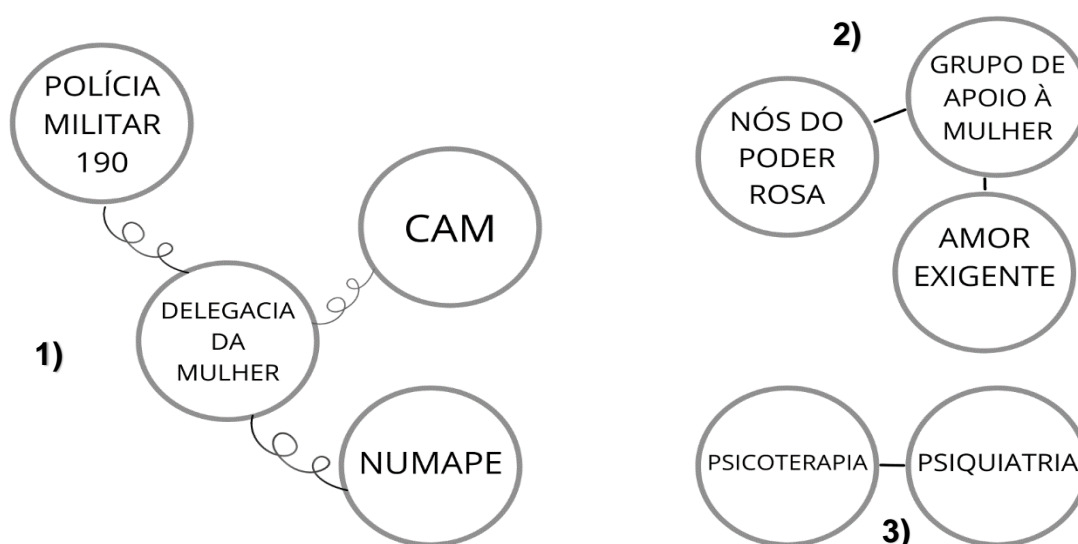 POLÍCIA
MILITAR
190
CAM
DELEGACIA
DA
MULHER
1)
NUMAPE
2)
GRUPO DE
APOIO À
MULHER
NÓS DO
PODER
ROSA
AMOR
EXIGENTE
PSICOTERAPIA
PSIQUIATRIA
3)